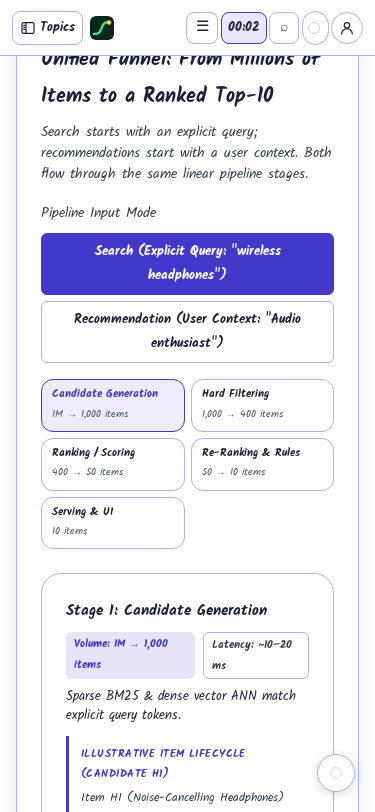 Topics
00:02
Unified Funnel: From Millions of
Items to a Ranked Top-10
Search starts with an explicit query;
recommendations start with a user context. Both
flow through the same linear pipeline stages.
Pipeline Input Mode
Search (Explicit Query: "wireless
headphones")
Recommendation (User Context: "Audio
enthusiast")
Candidate Generation
1M → 1,000 items
Hard Filtering
1,000 → 400 items
Ranking / Scoring
400 → 50 items
Re-Ranking & Rules
50 → 10 items
Serving & UI
10 items
Stage 1: Candidate Generation
Volume: 1M → 1,000
items
Latency: ~10-20
ms
Sparse BM25 & dense vector ANN match
explicit query tokens.
ILLUSTRATIVE ITEM LIFECYCLE
(CANDIDATE H1)
Item H1 (Noise-Cancelling Headphones)